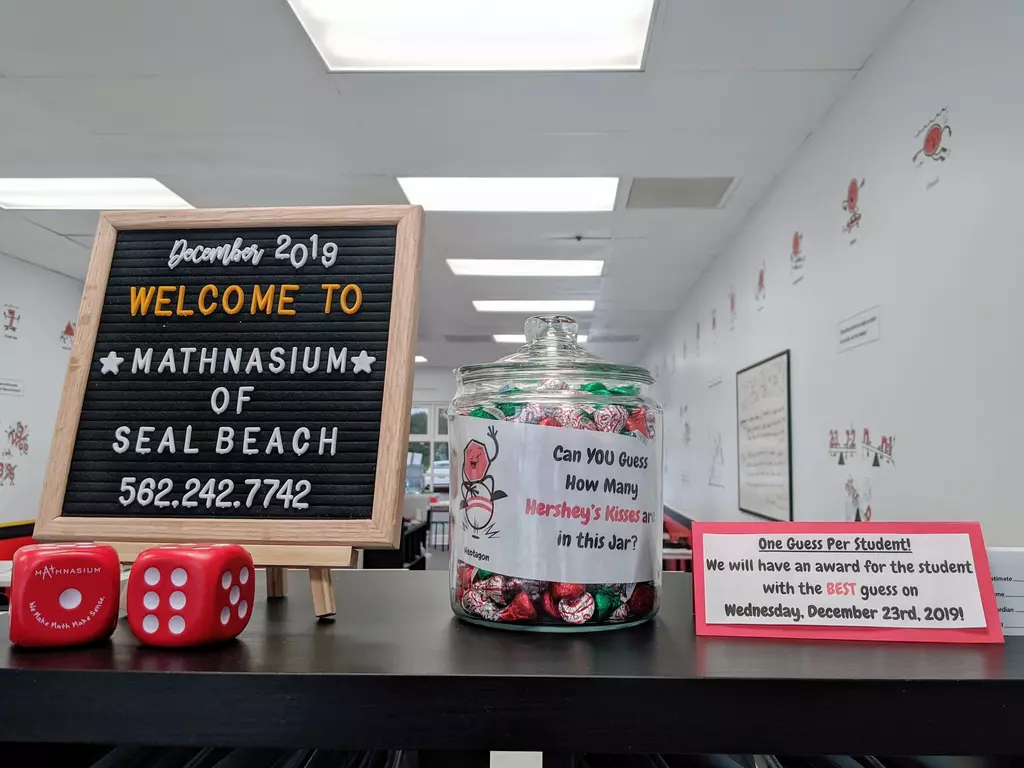 December 2019
WELCOME TO
MATHNASIUM
OF
SEAL BEACH
562.242.7742
MATHNASIUM
We Make Math Make Sense.
Can YOU Guess
How Many
Hershey's Kisses are
in this Jar?
Heptagon
One Guess Per Student!
We will have an award for the student
with the BEST guess on
Wednesday, December 23rd, 2019!